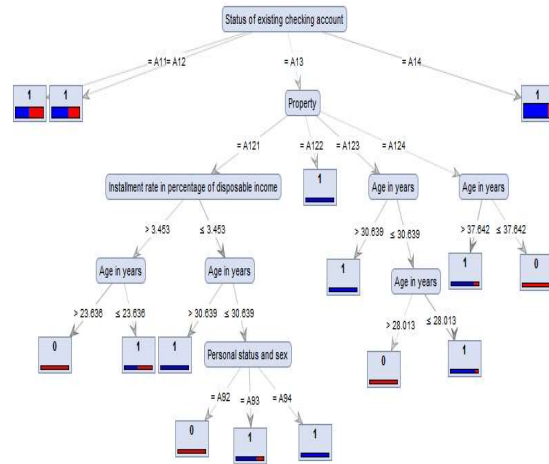 Status of existing checking account
= A11 = A12 = A13 = A14
1 1 Property 1
= A121 = A122 = A123 = A124
Installment rate in percentage of disposable income 1 Age in years Age in years
> 3.453 ≤ 3.453 > 30.639 ≤ 30.639 > 37.642 ≤ 37.642
Age in years Age in years 1 Age in years 1 0
> 23.636 ≤ 23.636 > 30.639 ≤ 30.639 > 28.013 ≤ 28.013
0 1 1 Personal status and sex 0 1
= A92 = A93 = A94
0 1 1